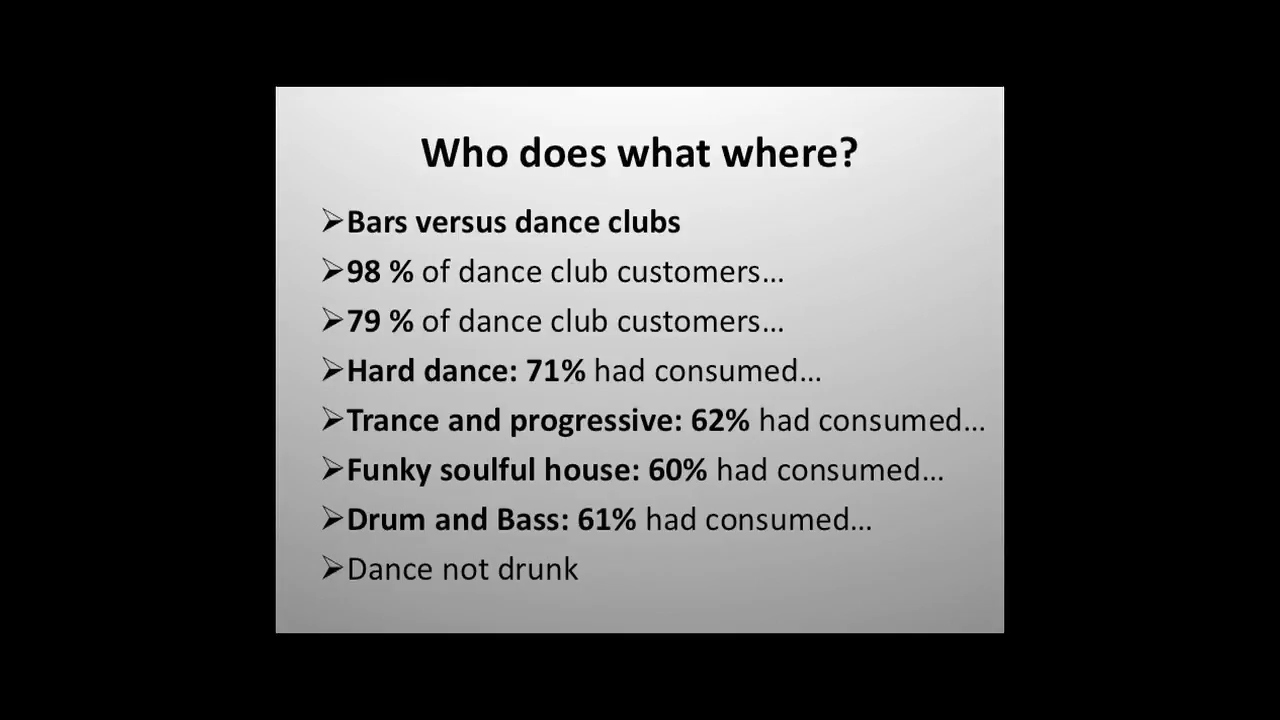 Who does what where?
➢Bars versus dance clubs
➢98 % of dance club customers…
➢79 % of dance club customers…
➢Hard dance: 71% had consumed…
➢Trance and progressive: 62% had consumed…
➢Funky soulful house: 60% had consumed…
➢Drum and Bass: 61% had consumed…
➢Dance not drunk